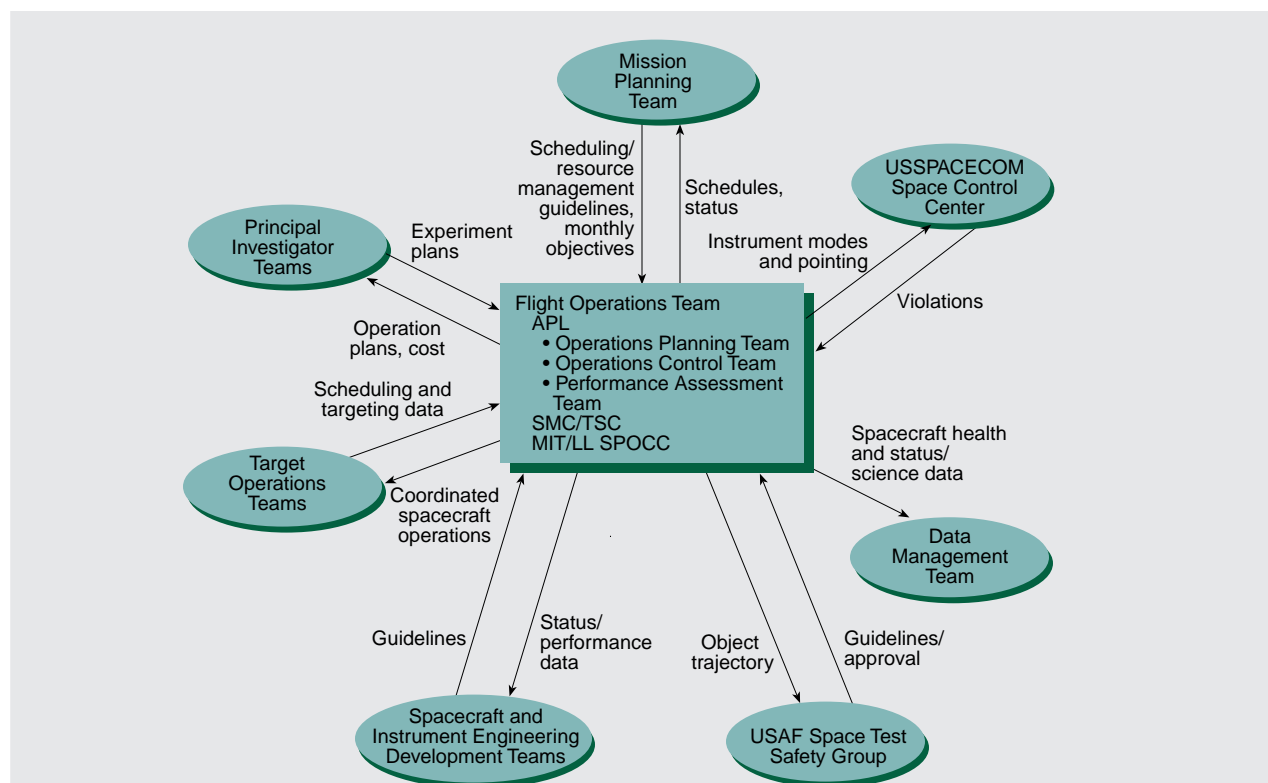 Mission
Planning
Team
Scheduling/
resource
management
guidelines,
monthly
objectives
Schedules,
status
USSPACECOM
Space Control
Center
Instrument modes
and pointing
Violations
Principal
Investigator
Teams
Experiment
plans
Operation
plans, cost
Flight Operations Team
APL
• Operations Planning Team
• Operations Control Team
• Performance Assessment
Team
SMC/TSC
MIT/LL SPOCC
Scheduling and
targeting data
Target
Operations
Teams
Coordinated
spacecraft
operations
Spacecraft health
and status/
science data
Data
Management
Team
Guidelines
Status/
performance
data
Object
trajectory
Guidelines/
approval
Spacecraft and
Instrument Engineering
Development Teams
USAF Space Test
Safety Group